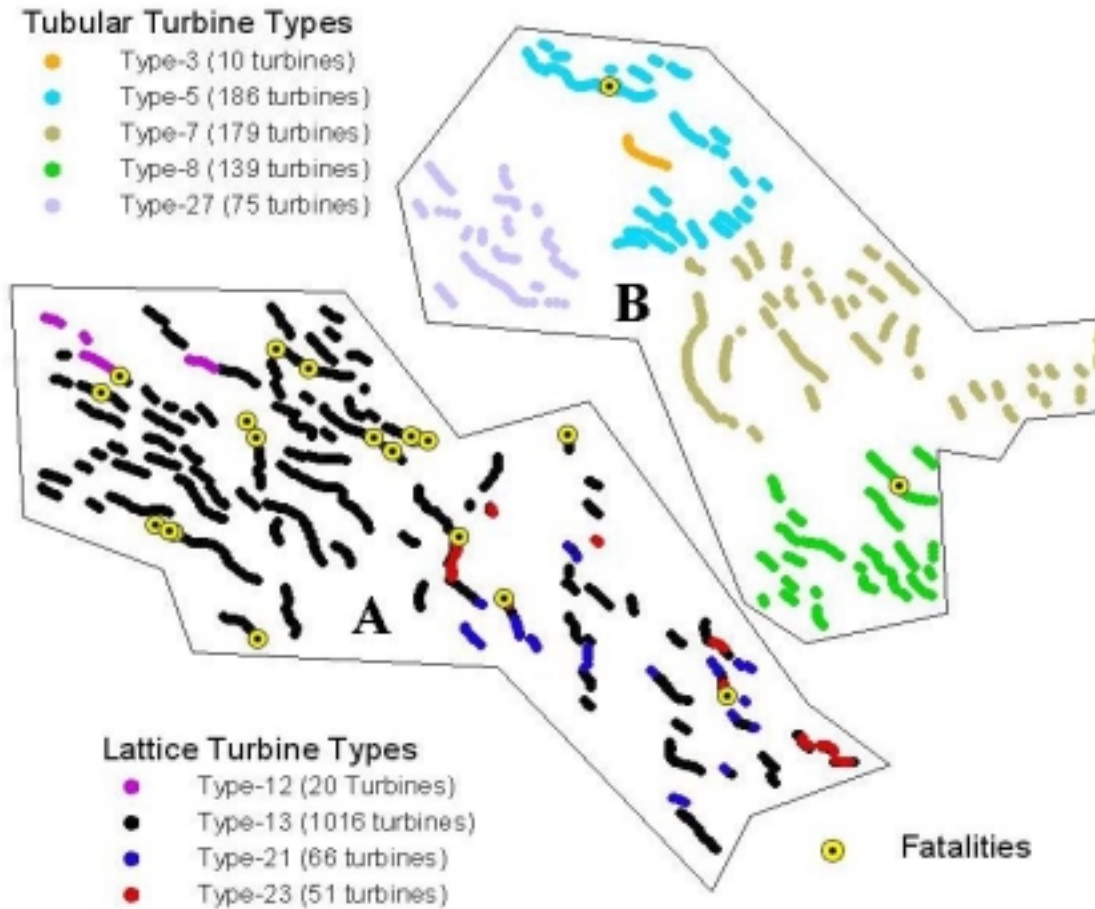 Tubular Turbine Types
Type-3 (10 turbines)
Type-5 (186 turbines)
Type-7 (179 turbines)
Type-8 (139 turbines)
Type-27 (75 turbines)
B
A
Lattice Turbine Types
Type-12 (20 Turbines)
Type-13 (1016 turbines)
Type-21 (66 turbines)
Type-23 (51 turbines)
Fatalities